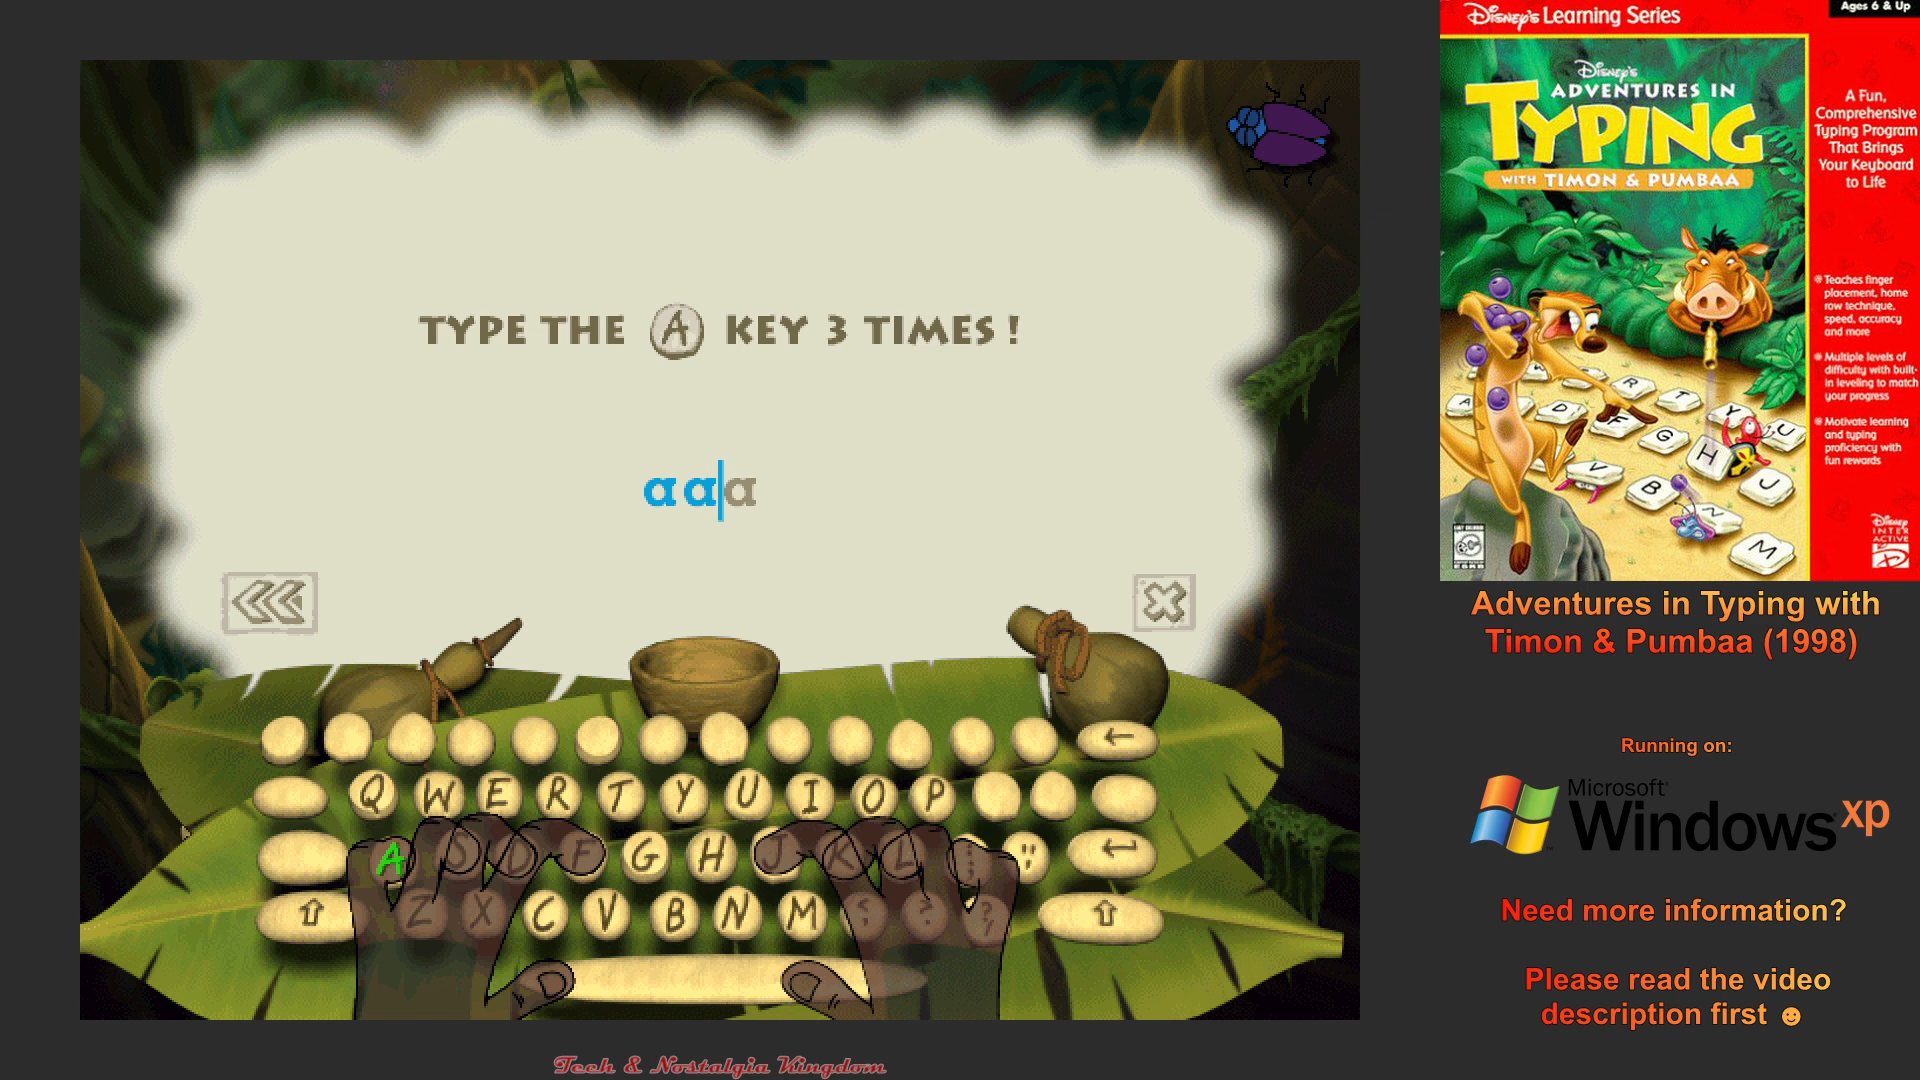 TYPE THE A KEY 3 TIMES !
a a a
Q W E R T Y U I O P
A S D F G H J K L ; "
Z X C V B N M
Tech & Nostalgia Kingdom
Disney's Learning Series
Ages 6 & Up
Disney's
ADVENTURES IN
TYPING
WITH TIMON & PUMBAA
A Fun,
Comprehensive
Typing Program
That Brings
Your Keyboard
to Life
Teaches finger
placement, home
row technique,
speed, accuracy
and more
Multiple levels of
difficulty with built-
in leveling to match
your progress
Motivate learning
and typing
proficiency with
fun rewards
R T Y U
A D F G H J
V B N M
Disney
INTER
ACTIVE
Adventures in Typing with
Timon & Pumbaa (1998)
Running on:
Microsoft®
Windows xp
Need more information?
Please read the video
description first ☻